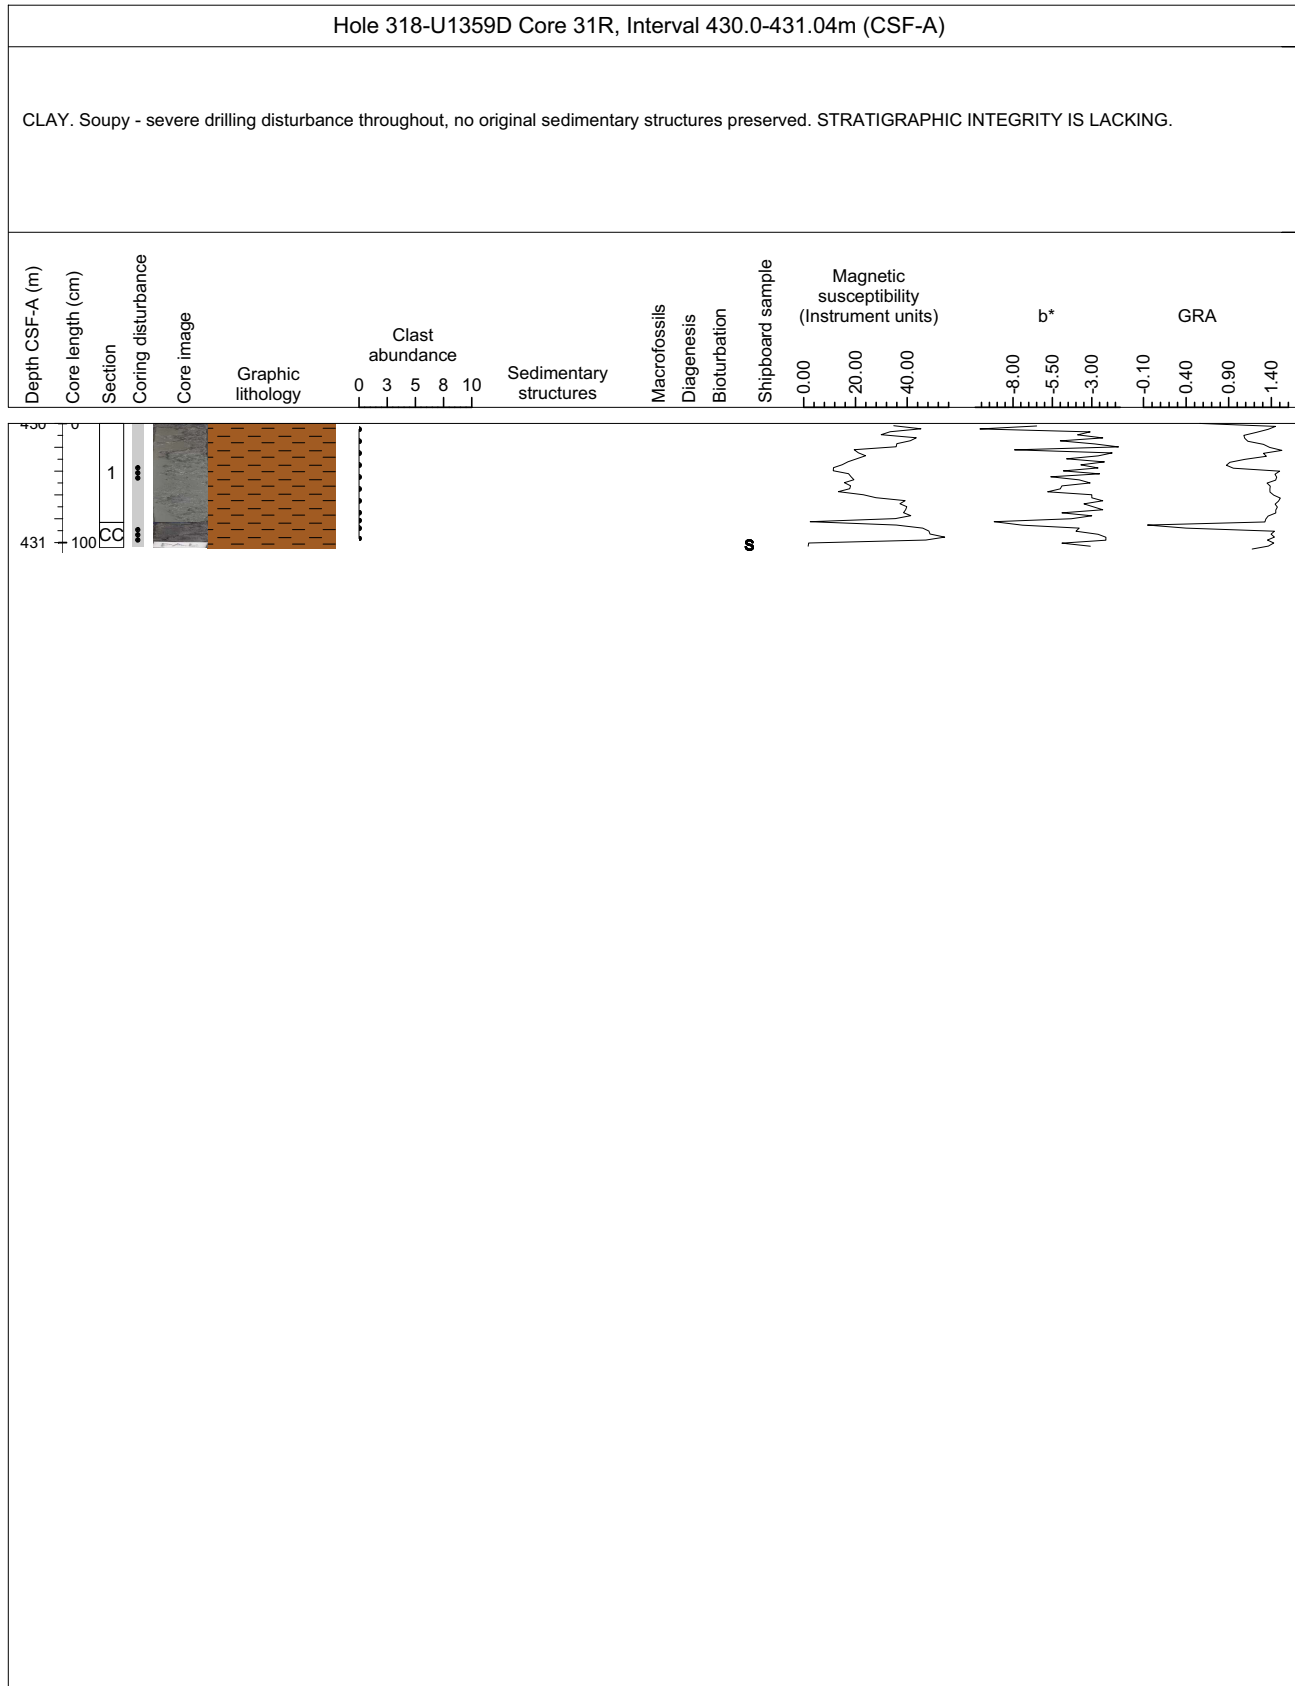 Hole 318-U1359D Core 31R, Interval 430.0-431.04m (CSF-A)
CLAY. Soupy - severe drilling disturbance throughout, no original sedimentary structures preserved. STRATIGRAPHIC INTEGRITY IS LACKING.
Depth CSF-A (m)
Core length (cm)
Section
Coring disturbance
Core image
Graphic
lithology
Clast
abundance
0 3 5 8 10
Sedimentary
structures
Macrofossils
Diagenesis
Bioturbation
Shipboard sample
Magnetic
susceptibility
(Instrument units)
0.00 20.00 40.00
b*
-8.00 -5.50 -3.00
GRA
-0.10 0.40 0.90 1.40
430 0
1
CC
431 100
S